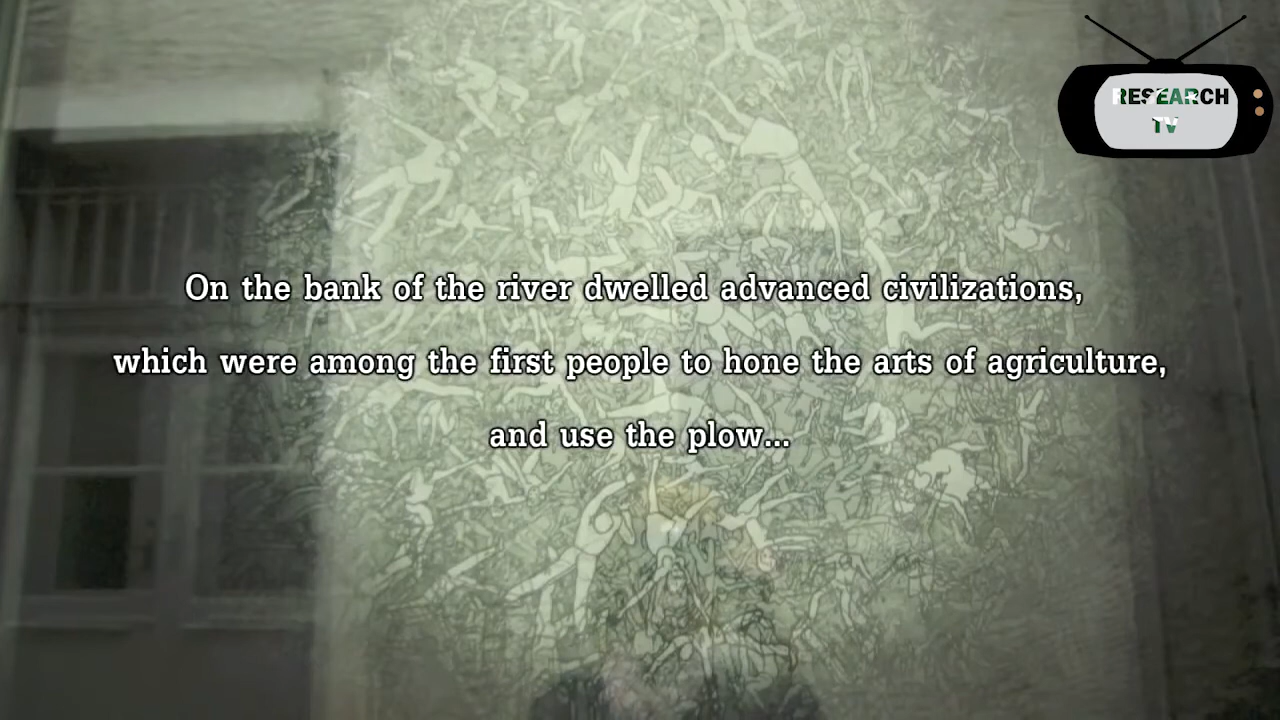 RESEARCH
TV
On the bank of the river dwelled advanced civilizations,
which were among the first people to hone the arts of agriculture,
and use the plow...